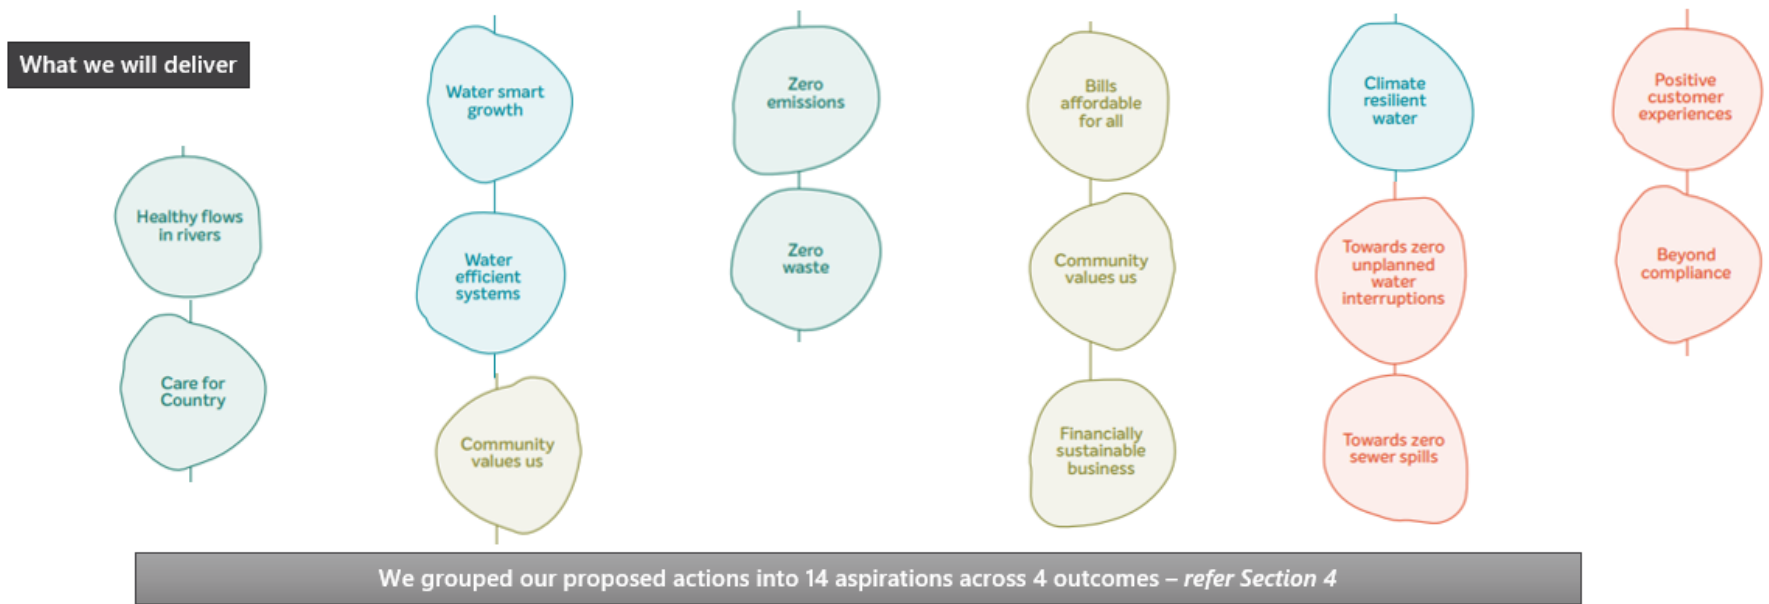 What we will deliver
Healthy flows
in rivers
Care for
Country
Water smart
growth
Water
efficient
systems
Community
values us
Zero
emissions
Zero
waste
Bills
affordable
for all
Community
values us
Financially
sustainable
business
Climate
resilient
water
Towards zero
unplanned
water
interruptions
Towards zero
sewer spills
Positive
customer
experiences
Beyond
compliance
We grouped our proposed actions into 14 aspirations across 4 outcomes – refer Section 4